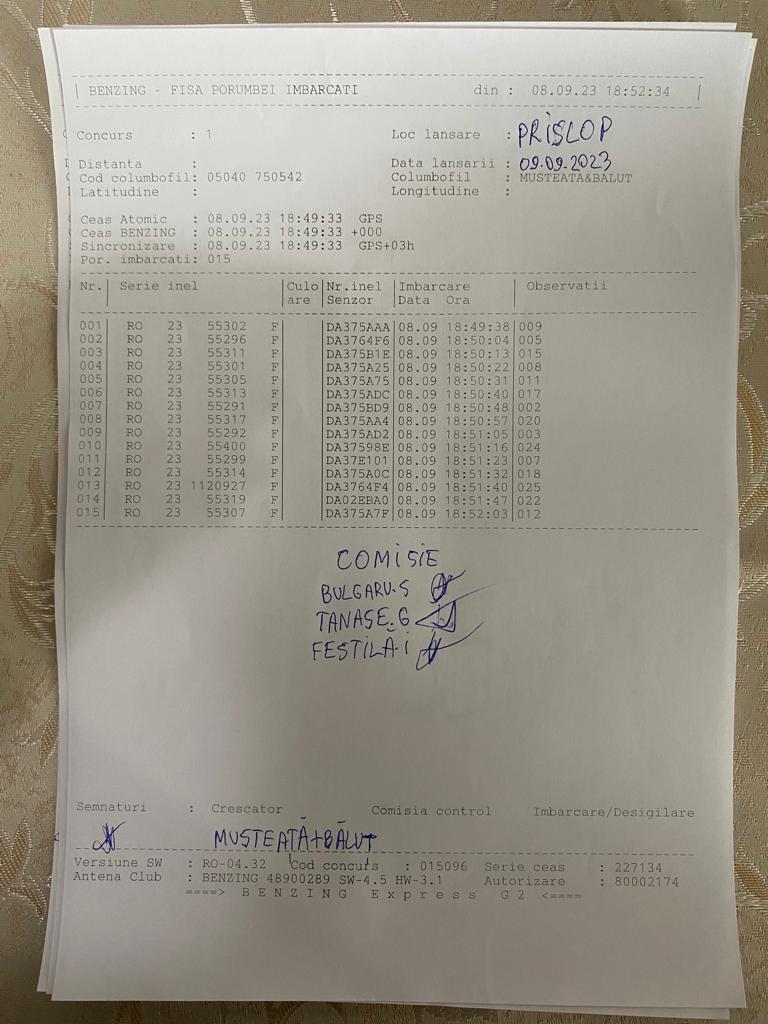 BENZING - FISA PORUMBEI IMBARCATI din : 08.09.23 18:52:34
Concurs : 1 Loc lansare : PRISLOP
Distanta : Data lansarii : 09.09.2023
Cod columbofil: 05040 750542 Columbofil : MUSTEATA&BALUT
Latitudine : Longitudine :
Ceas Atomic : 08.09.23 18:49:33 GPS
Ceas BENZING : 08.09.23 18:49:33 +000
Sincronizare : 08.09.23 18:49:33 GPS+03h
Por. imbarcati: 015
Nr. Serie inel Culo Nr.inel Imbarcare Observatii
are Senzor Data Ora
001 RO 23 55302 F DA375AAA 08.09 18:49:38 009
002 RO 23 55296 F DA3764F6 08.09 18:50:04 005
003 RO 23 55311 F DA375B1E 08.09 18:50:13 015
004 RO 23 55301 F DA375A25 08.09 18:50:22 008
005 RO 23 55305 F DA375A75 08.09 18:50:31 011
006 RO 23 55313 F DA375ADC 08.09 18:50:40 017
007 RO 23 55291 F DA375BD9 08.09 18:50:48 002
008 RO 23 55317 F DA375AA4 08.09 18:50:57 020
009 RO 23 55292 F DA375AD2 08.09 18:51:05 003
010 RO 23 55400 F DA37598E 08.09 18:51:16 024
011 RO 23 55299 F DA37E101 08.09 18:51:23 007
012 RO 23 55314 F DA375A0C 08.09 18:51:32 018
013 RO 23 1120927 F DA3764F4 08.09 18:51:40 025
014 RO 23 55319 F DA02EBA0 08.09 18:51:47 022
015 RO 23 55307 F DA375A7F 08.09 18:52:03 012
COMISIE
BULGARU.S
TANASE.G
FESTILĂ I
Semnaturi : Crescator Comisia control Imbarcare/Desigilare
MUSTEAȚĂ+BĂLUȚ
Versiune SW : RO-04.32 Cod concurs : 015096 Serie ceas : 227134
Antena Club : BENZING 48900289 SW-4.5 HW-3.1 Autorizare : 80002174
====> B E N Z I N G E x p r e s s G 2 <====